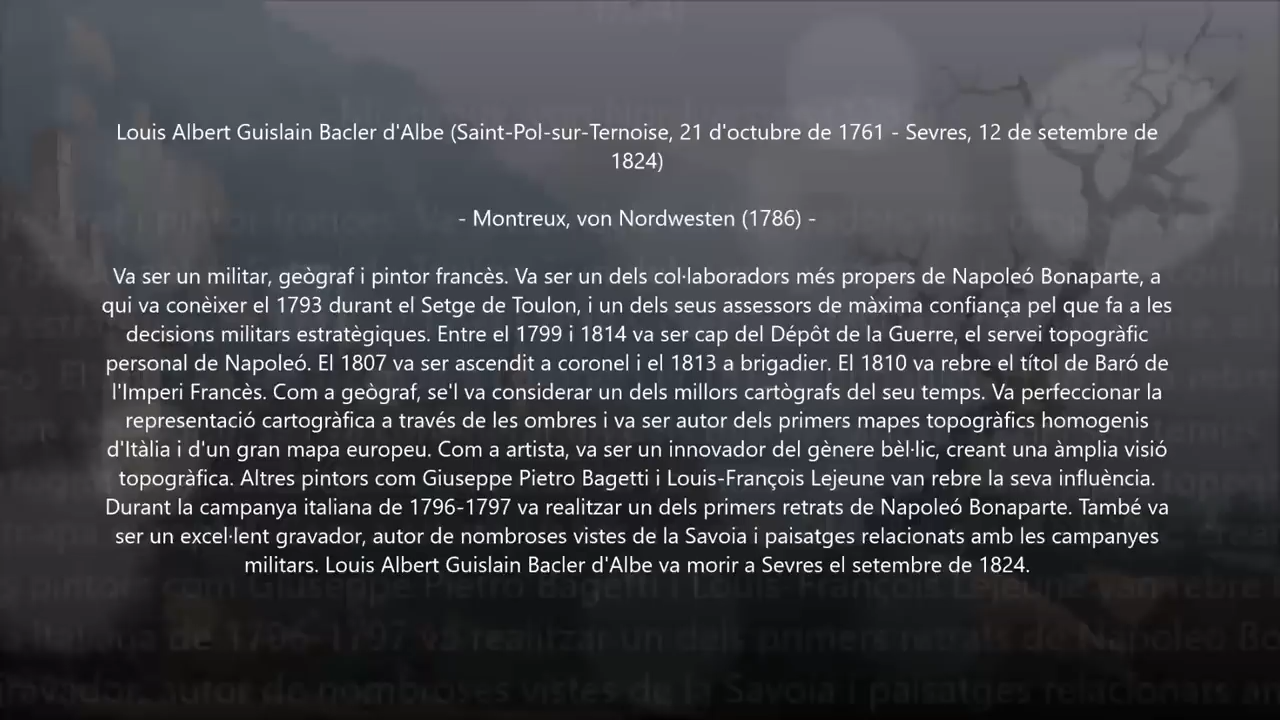 Louis Albert Guislain Bacler d'Albe (Saint-Pol-sur-Ternoise, 21 d'octubre de 1761 - Sevres, 12 de setembre de
1824)
- Montreux, von Nordwesten (1786) -
Va ser un militar, geògraf i pintor francès. Va ser un dels col·laboradors més propers de Napoleó Bonaparte, a
qui va conèixer el 1793 durant el Setge de Toulon, i un dels seus assessors de màxima confiança pel que fa a les
decisions militars estratègiques. Entre el 1799 i 1814 va ser cap del Dépôt de la Guerre, el servei topogràfic
personal de Napoleó. El 1807 va ser ascendit a coronel i el 1813 a brigadier. El 1810 va rebre el títol de Baró de
l'Imperi Francès. Com a geògraf, se'l va considerar un dels millors cartògrafs del seu temps. Va perfeccionar la
representació cartogràfica a través de les ombres i va ser autor dels primers mapes topogràfics homogenis
d'Itàlia i d'un gran mapa europeu. Com a artista, va ser un innovador del gènere bèl·lic, creant una àmplia visió
topogràfica. Altres pintors com Giuseppe Pietro Bagetti i Louis-François Lejeune van rebre la seva influència.
Durant la campanya italiana de 1796-1797 va realitzar un dels primers retrats de Napoleó Bonaparte. També va
ser un excel·lent gravador, autor de nombroses vistes de la Savoia i paisatges relacionats amb les campanyes
militars. Louis Albert Guislain Bacler d'Albe va morir a Sevres el setembre de 1824.